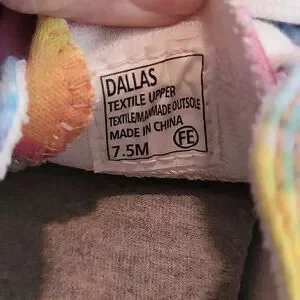 DALLAS
TEXTILE UPPER
TEXTILE/MANMADE OUTSOLE
MADE IN CHINA
7.5M FE